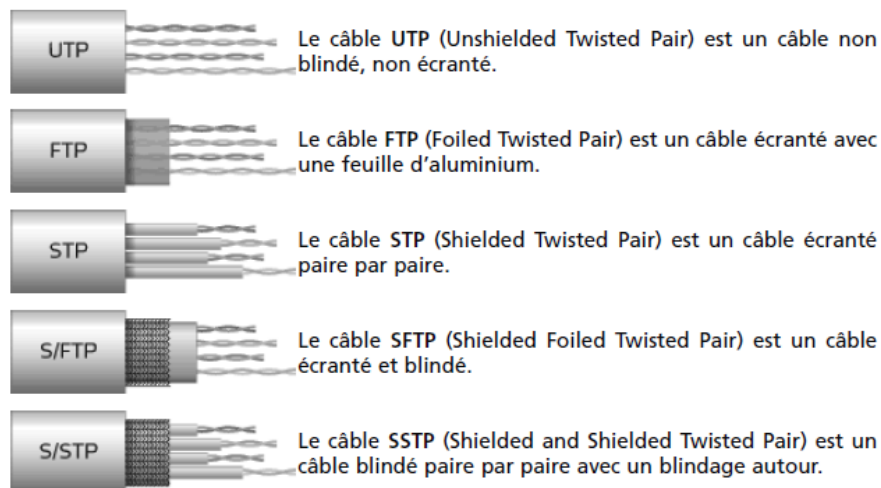 UTP
Le câble UTP (Unshielded Twisted Pair) est un câble non
blindé, non écranté.
FTP
Le câble FTP (Foiled Twisted Pair) est un câble écranté avec
une feuille d'aluminium.
STP
Le câble STP (Shielded Twisted Pair) est un câble écranté
paire par paire.
S/FTP
Le câble SFTP (Shielded Foiled Twisted Pair) est un câble
écranté et blindé.
S/STP
Le câble SSTP (Shielded and Shielded Twisted Pair) est un
câble blindé paire par paire avec un blindage autour.